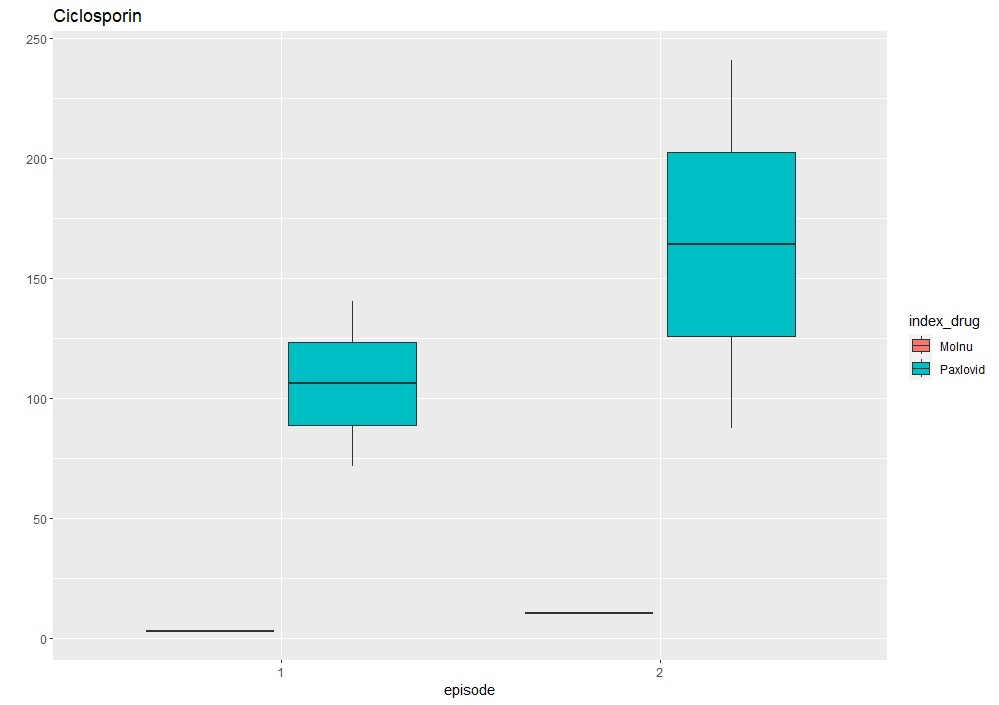 Ciclosporin
250
200
150
100
50
0
1
2
episode
index_drug
Molnu
Paxlovid